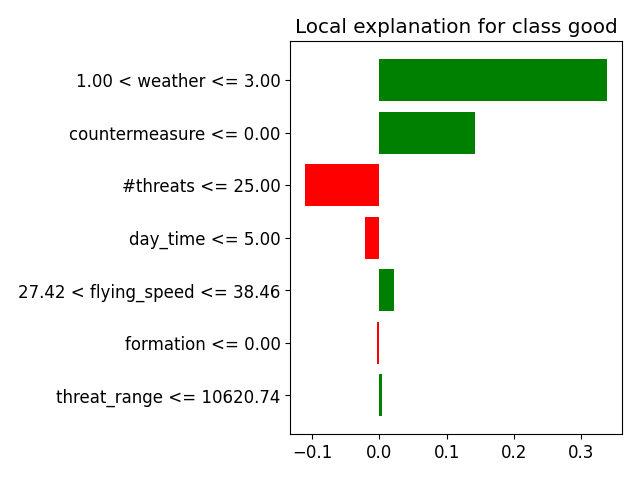 Local explanation for class good
1.00 < weather <= 3.00
countermeasure <= 0.00
#threats <= 25.00
day_time <= 5.00
27.42 < flying_speed <= 38.46
formation <= 0.00
threat_range <= 10620.74
−0.1 0.0 0.1 0.2 0.3